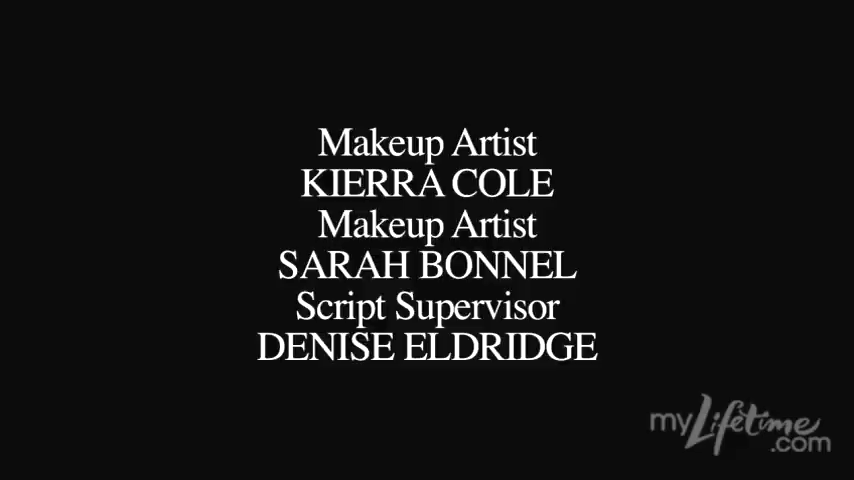 Makeup Artist
KIERRA COLE
Makeup Artist
SARAH BONNEL
Script Supervisor
DENISE ELDRIDGE
myLifetime
.com